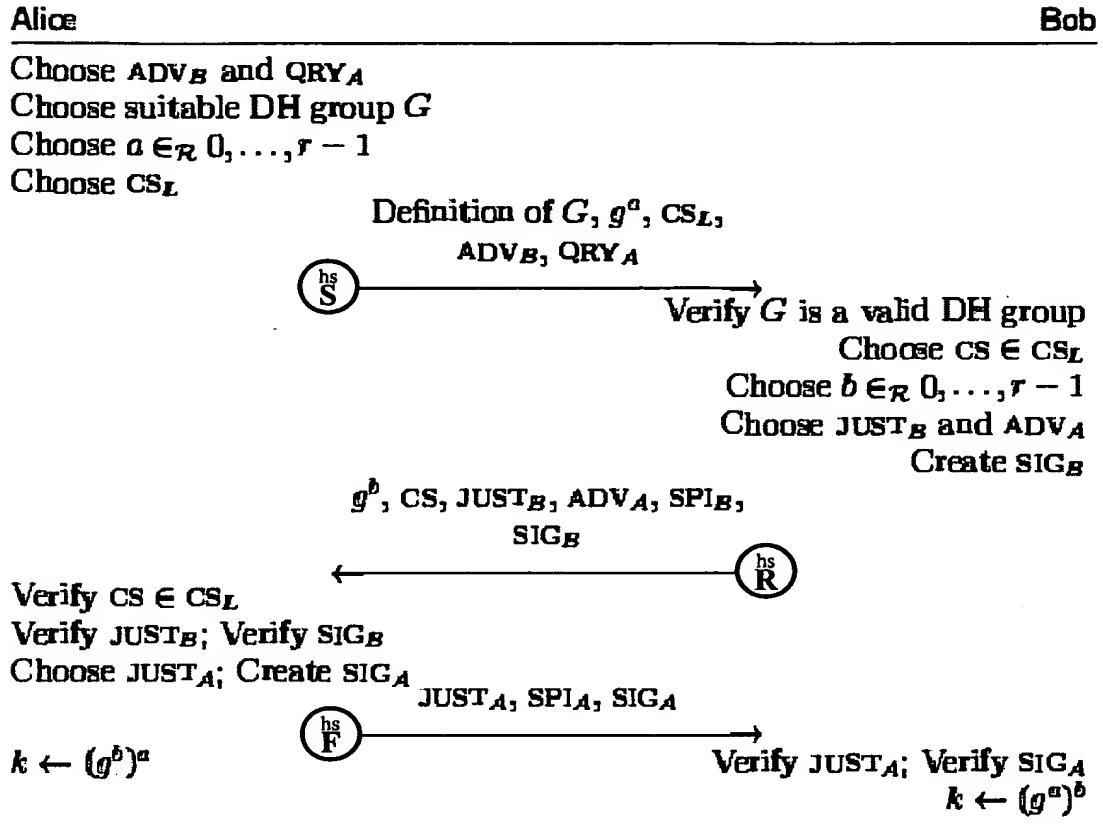 Alice Bob
Choose ADV_B and QRY_A
Choose suitable DH group G
Choose a ∈_R 0, ..., r − 1
Choose CS_L
Definition of G, g^a, CS_L,
ADV_B, QRY_A
hs
S
Verify G is a valid DH group
Choose CS ∈ CS_L
Choose b ∈_R 0, ..., r − 1
Choose JUST_B and ADV_A
Create SIG_B
g^b, CS, JUST_B, ADV_A, SPI_B,
SIG_B
hs
R
Verify CS ∈ CS_L
Verify JUST_B; Verify SIG_B
Choose JUST_A; Create SIG_A
JUST_A, SPI_A, SIG_A
hs
F
k ← (g^b)^a
Verify JUST_A; Verify SIG_A
k ← (g^a)^b